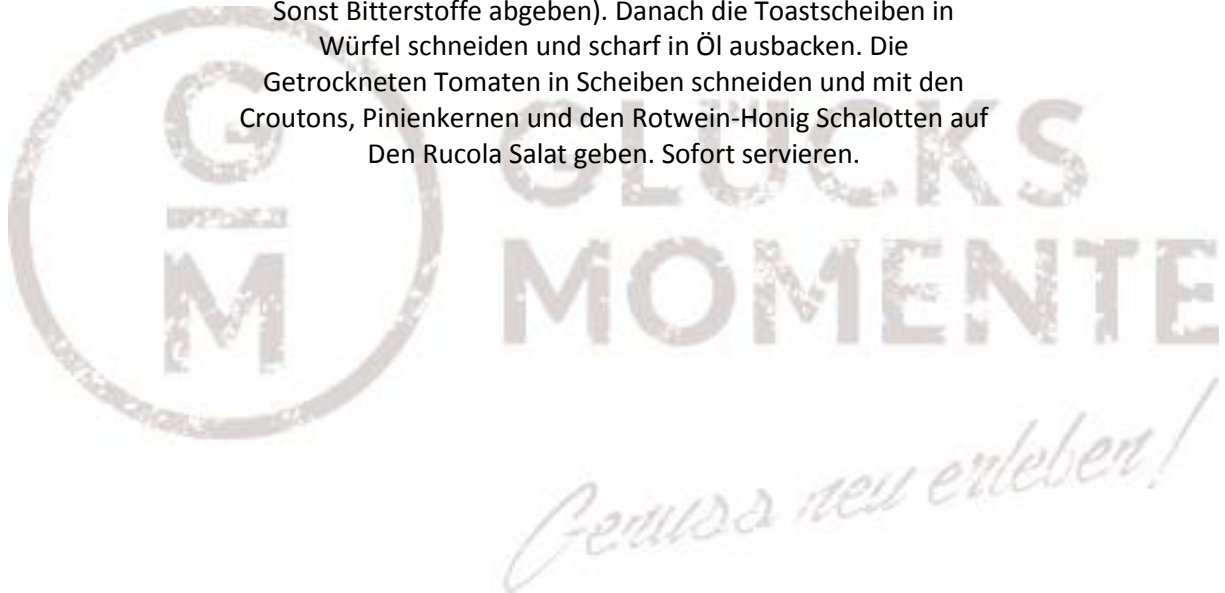 Sonst Bitterstoffe abgeben). Danach die Toastscheiben in
Würfel schneiden und scharf in Öl ausbacken. Die
Getrockneten Tomaten in Scheiben schneiden und mit den
Croutons, Pinienkernen und den Rotwein-Honig Schalotten auf
Den Rucola Salat geben. Sofort servieren.
G
M
GLÜCKS
MOMENTE
Genuss neu erleben!